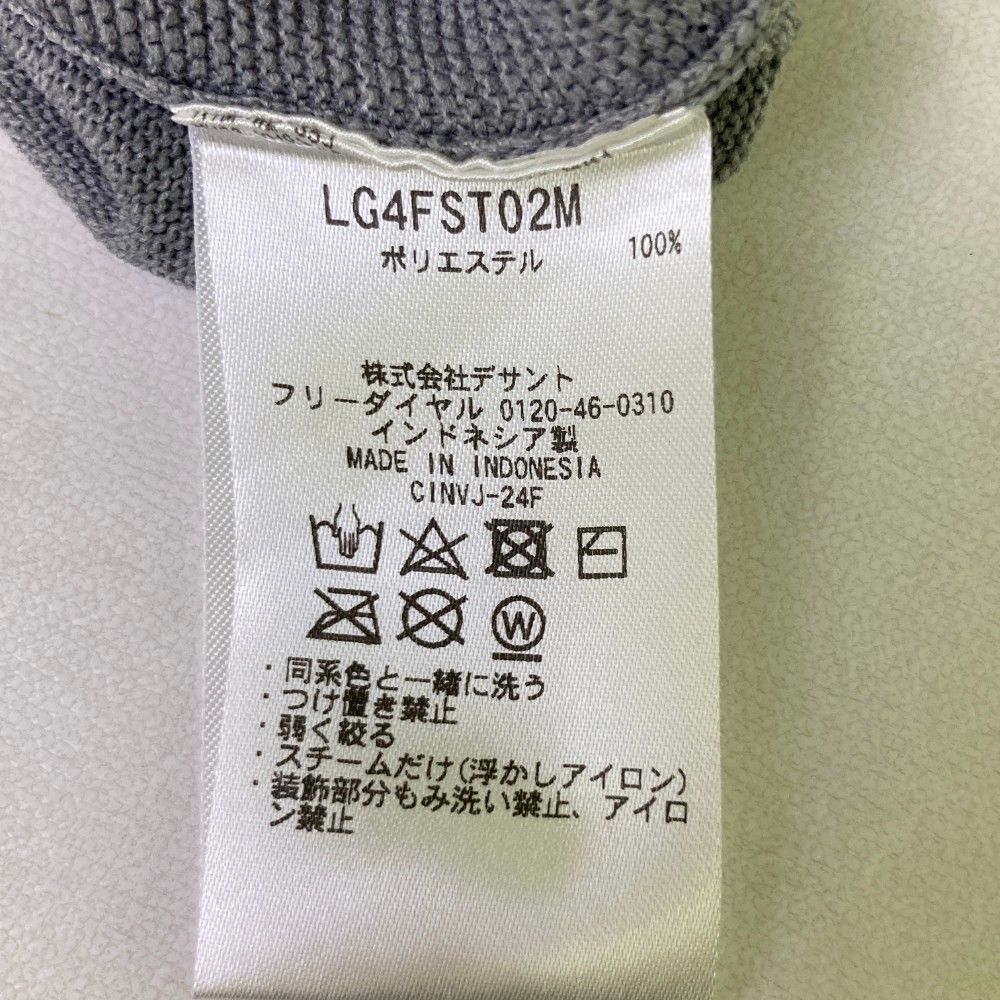 LG4FST02M
ポリエステル 100%
株式会社デサント
フリーダイヤル 0120-46-0310
インドネシア製
MADE IN INDONESIA
CINVJ-24F
W
・同系色と一緒に洗う
・つけ置き禁止
・弱く絞る
・スチームだけ(浮かしアイロン)
・装飾部分もみ洗い禁止、アイロ
ン禁止